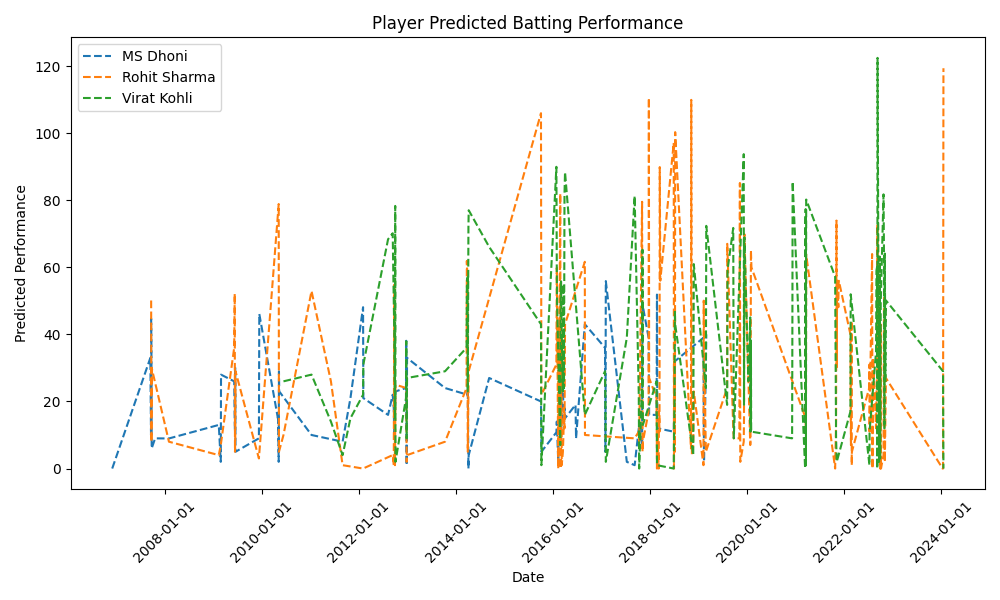 Player Predicted Batting Performance
MS Dhoni
Rohit Sharma
Virat Kohli
Predicted Performance
120
100
80
60
40
20
0
2008-01-01
2010-01-01
2012-01-01
2014-01-01
2016-01-01
2018-01-01
2020-01-01
2022-01-01
2024-01-01
Date